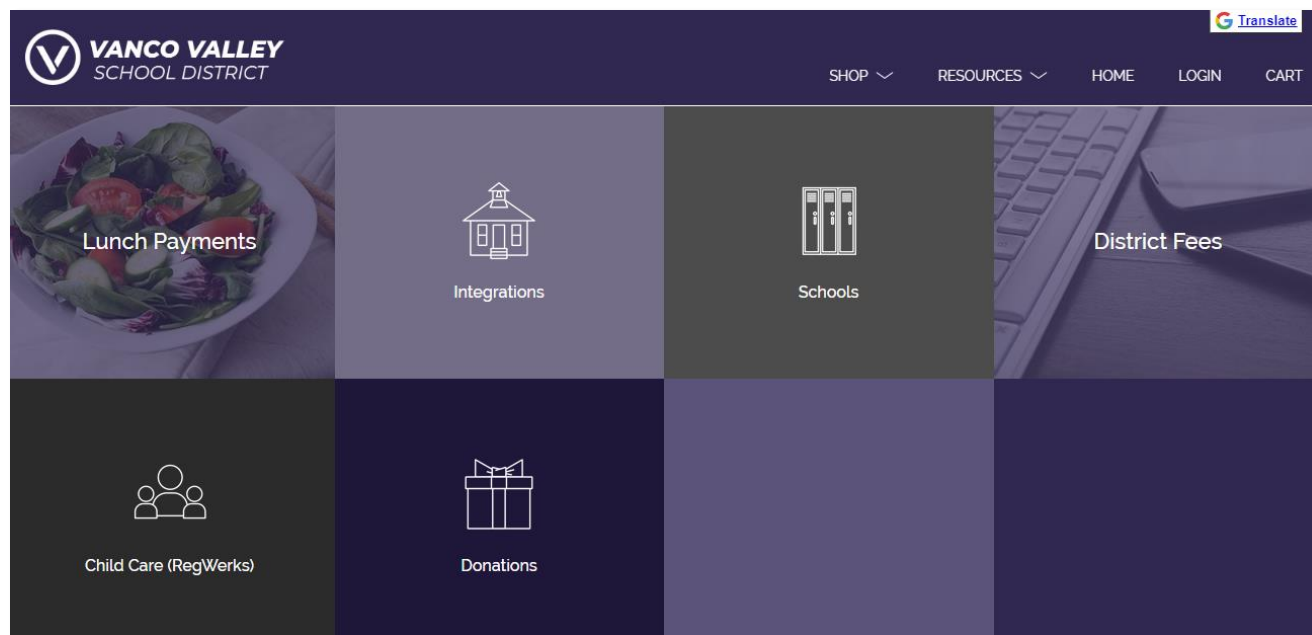 Translate
VANCO VALLEY
SCHOOL DISTRICT
SHOP RESOURCES HOME LOGIN CART
Lunch Payments
Integrations
Schools
District Fees
Child Care (RegWerks)
Donations